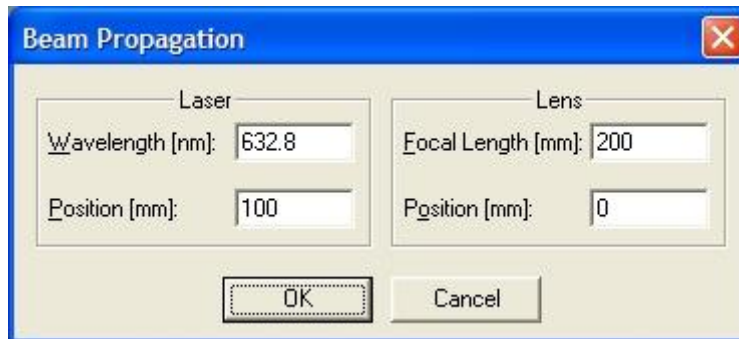 Beam Propagation
Laser
Wavelength [nm]: 632.8
Position [mm]: 100
Lens
Focal Length [mm]: 200
Position [mm]: 0
OK
Cancel